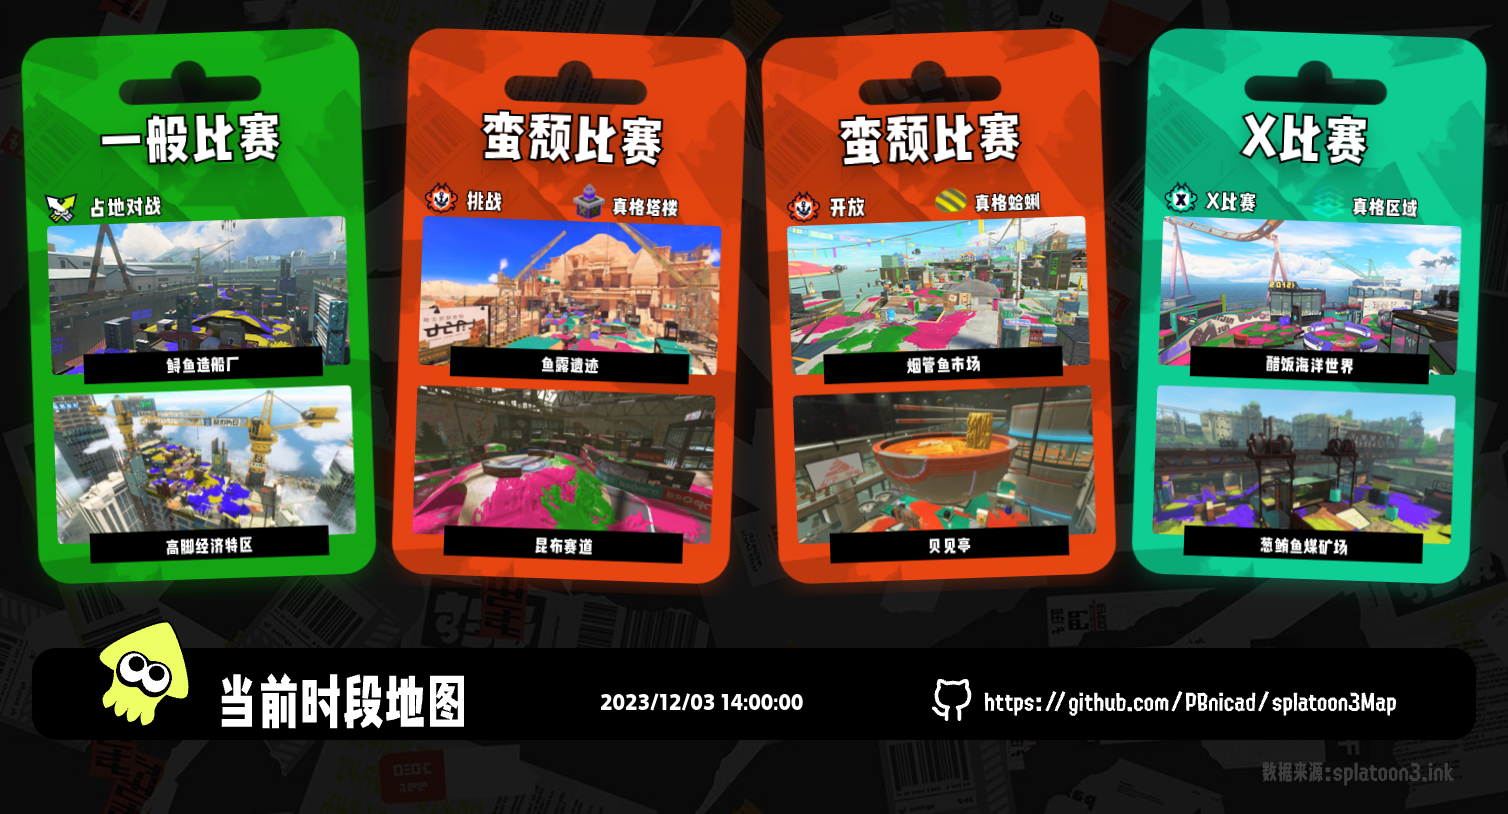 一般比赛
占地对战
鲟鱼造船厂
高脚经济特区
蛮颓比赛
挑战
真格塔楼
鱼露遗迹
昆布赛道
蛮颓比赛
开放
真格蛤蜊
烟管鱼市场
贝见亭
X比赛
X比赛
真格区域
醋饭海洋世界
葱鲔鱼煤矿场
当前时段地图
2023/12/03 14:00:00
https://github.com/PBnicad/splatoon3Map
数据来源:splatoon3.ink